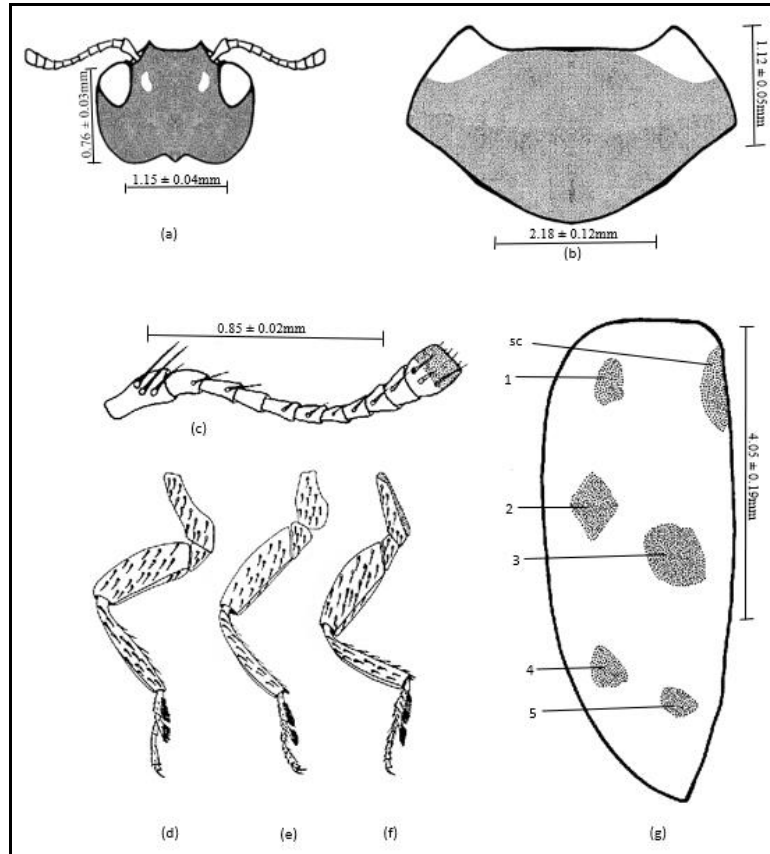 0.76 ± 0.03mm
1.15 ± 0.04mm
(a)
1.12 ± 0.05mm
2.18 ± 0.12mm
(b)
0.85 ± 0.02mm
(c)
sc
1
2
3
4
5
4.05 ± 0.19mm
(d)
(e)
(f)
(g)